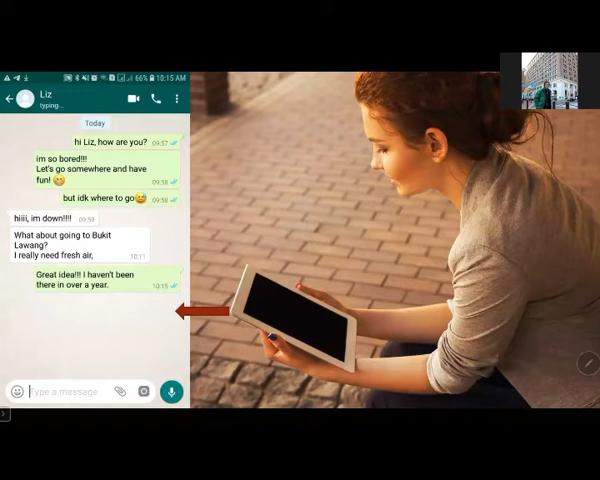 66% 10:15 AM
Liz
typing...
Today
hi Liz, how are you? 09:57
im so bored!!!
Let's go somewhere and have
fun! 😁 09:58
but idk where to go😅 09:58
hiiii, im down!!!! 09:59
What about going to Bukit
Lawang?
I really need fresh air, 10:11
Great idea!!! I haven't been
there in over a year. 10:15
Type a message